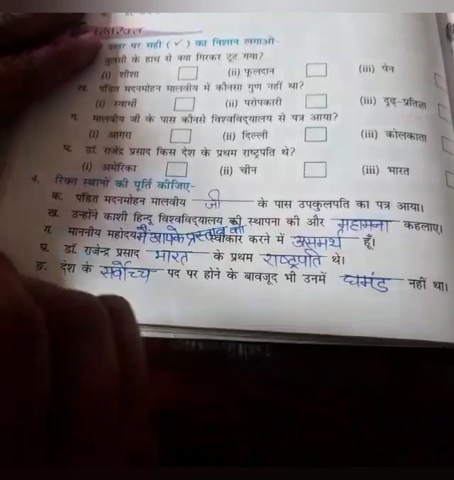 लिखित
उत्तर पर सही (✓) का निशान लगाओ-
तुलसी के हाथ से क्या गिरकर टूट गया?
(i) शीशा (ii) फूलदान (iii) पेन
ख. पंडित मदनमोहन मालवीय में कौनसा गुण नहीं था?
(i) स्वार्थी (ii) परोपकारी (iii) दृढ़-प्रतिज्ञ
ग. मालवीय जी के पास कौनसे विश्वविद्यालय से पत्र आया?
(i) आगरा (ii) दिल्ली (iii) कोलकाता
घ. डॉ. राजेंद्र प्रसाद किस देश के प्रथम राष्ट्रपति थे?
(i) अमेरिका (ii) चीन (iii) भारत
4. रिक्त स्थानों की पूर्ति कीजिए-
क. पंडित मदनमोहन मालवीय जी के पास उपकुलपति का पत्र आया।
ख. उन्होंने काशी हिन्दू विश्वविद्यालय की स्थापना की और महामना कहलाए।
ग. माननीय महोदय मैं आपके प्रस्ताव को स्वीकार करने में असमर्थ हूँ।
घ. डॉ. राजेन्द्र प्रसाद भारत के प्रथम राष्ट्रपति थे।
ङ. देश के सर्वोच्च पद पर होने के बावजूद भी उनमें घमंड नहीं था।